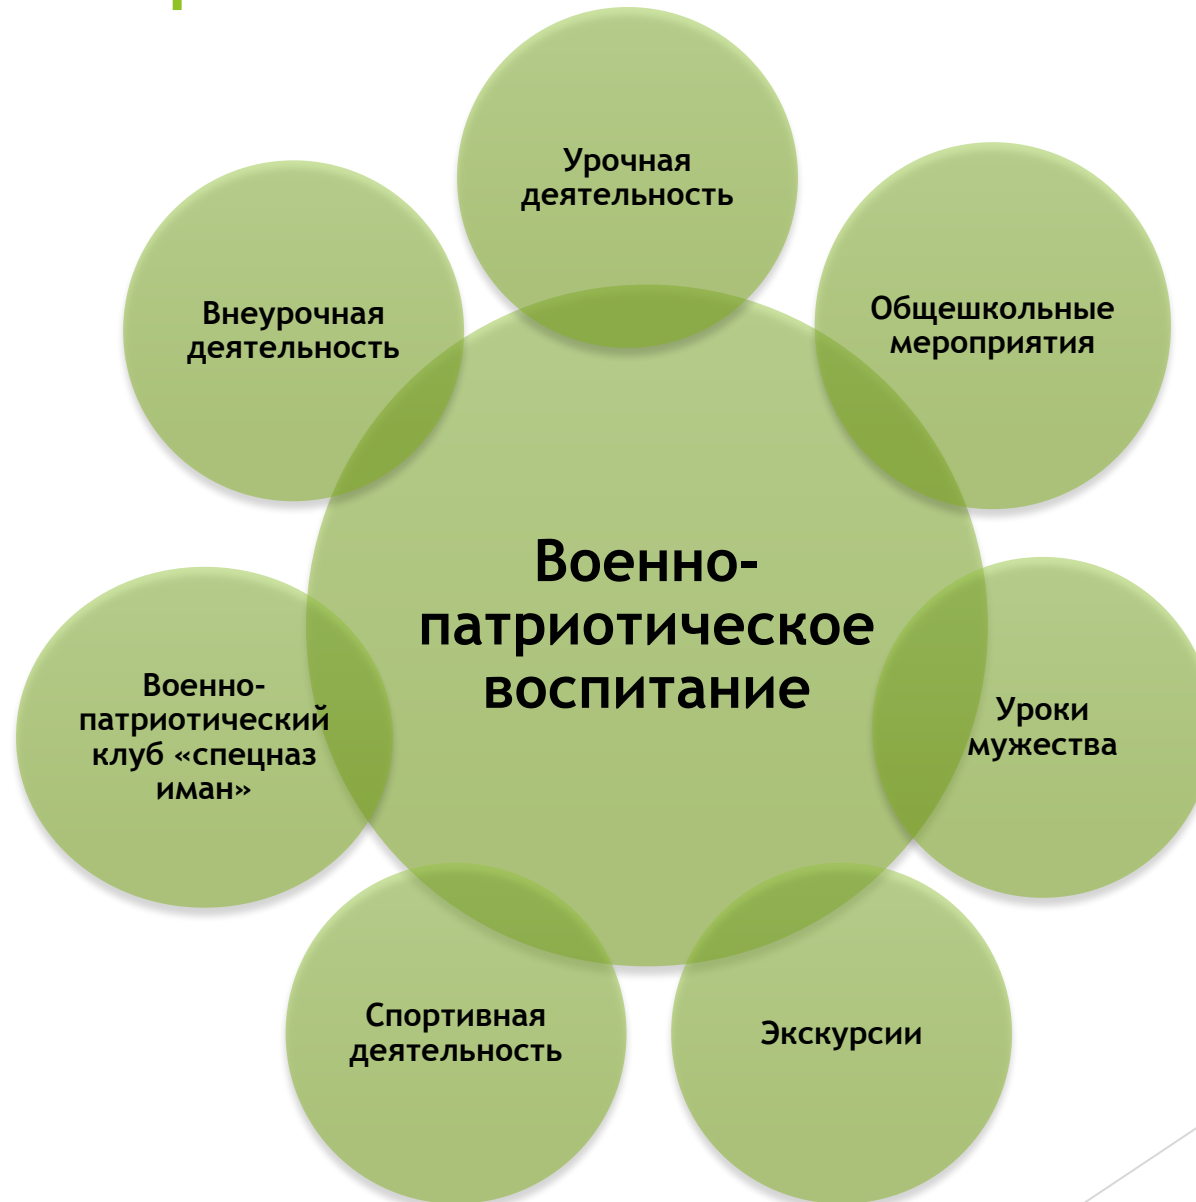 Урочная
деятельность
Общешкольные
мероприятия
Внеурочная
деятельность
Военно-
патриотическое
воспитание
Военно-
патриотический
клуб «спецназ
иман»
Уроки
мужества
Спортивная
деятельность
Экскурсии